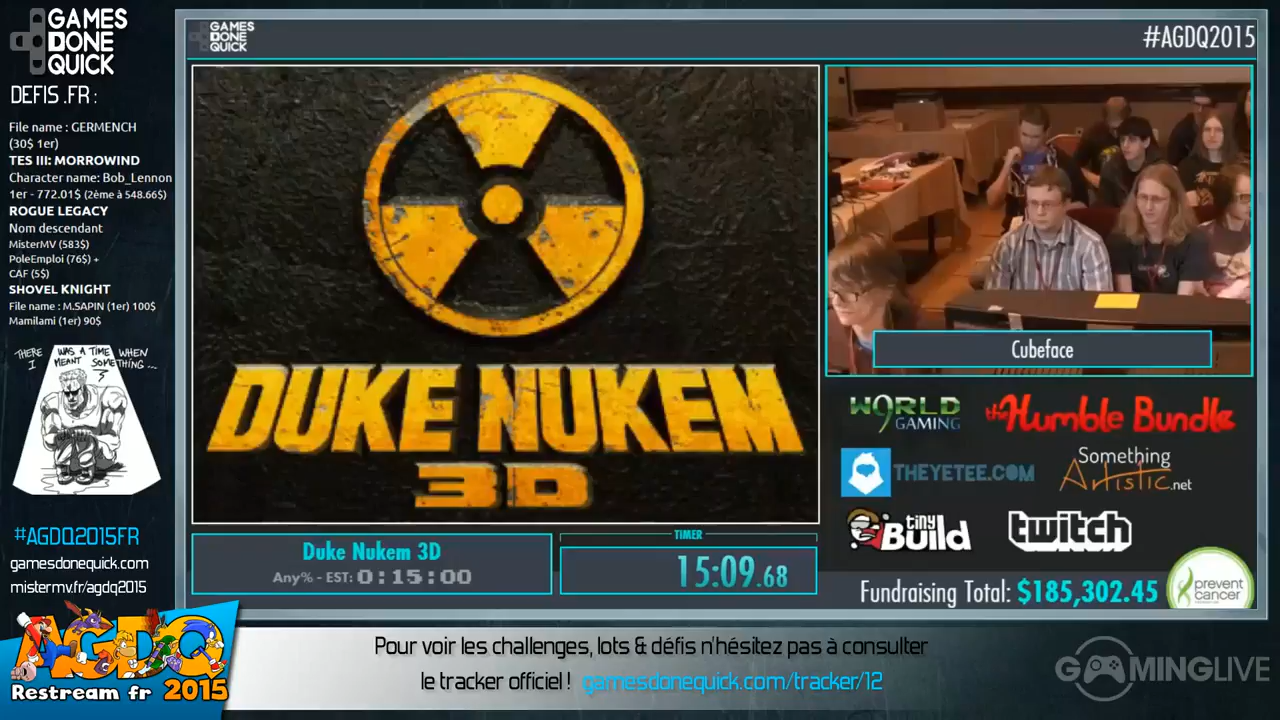 GAMES
DONE
QUICK
DEFIS .FR :
File name : GERMENCH
(30$ 1er)
TES III: MORROWIND
Character name: Bob_Lennon
1er - 772.01$ (2ème à 548.66$)
ROGUE LEGACY
Nom descendant
MisterMV (583$)
PoleEmploi (76$) +
CAF (5$)
SHOVEL KNIGHT
File name : M.SAPIN (1er) 100$
Mamilami (1er) 90$
THERE WAS A TIME WHEN
I MEANT SOMETHING...
#AGDQ2015FR
gamesdonequick.com
mistermv.fr/agdq2015
AGDQ
Restream fr 2015
GAMES
DONE
QUICK
#AGDQ2015
DUKE NUKEM
3D
Duke Nukem 3D
Any% - EST: 0:15:00
TIMER
15:09.68
Cubeface
W9RLD
GAMING
the Humble Bundle
THEYETEE.COM
Something
Artistic.net
tiny
Build
twitch
Fundraising Total: $185,302.45
prevent
cancer
Pour voir les challenges, lots & défis n'hésitez pas à consulter
le tracker officiel ! gamesdonequick.com/tracker/12
GAMINGLIVE